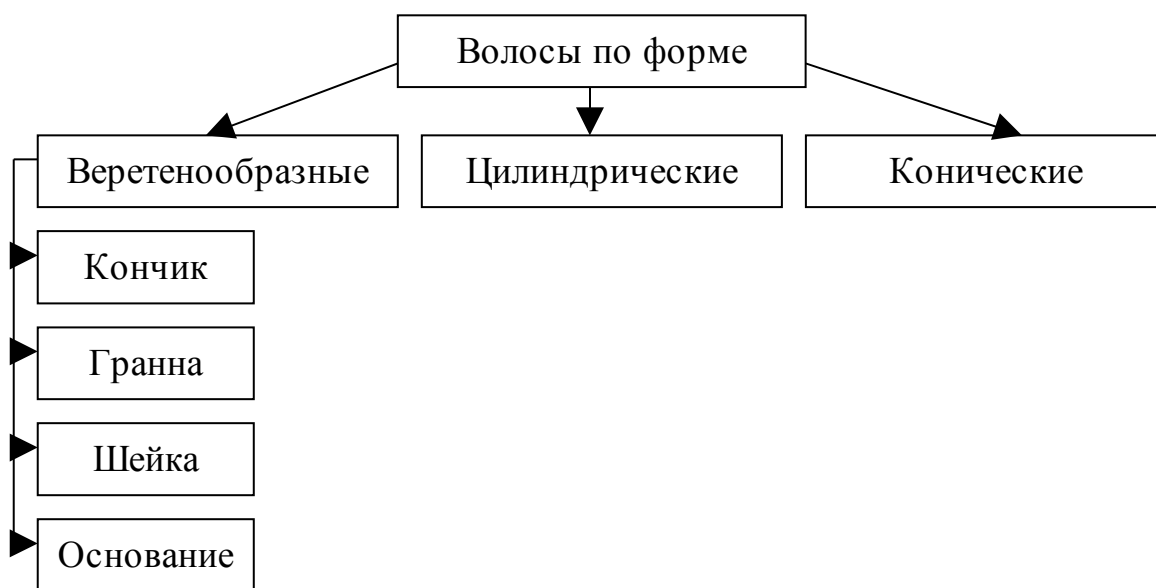 Волосы по форме
Веретенообразные
Цилиндрические
Конические
Кончик
Гранна
Шейка
Основание